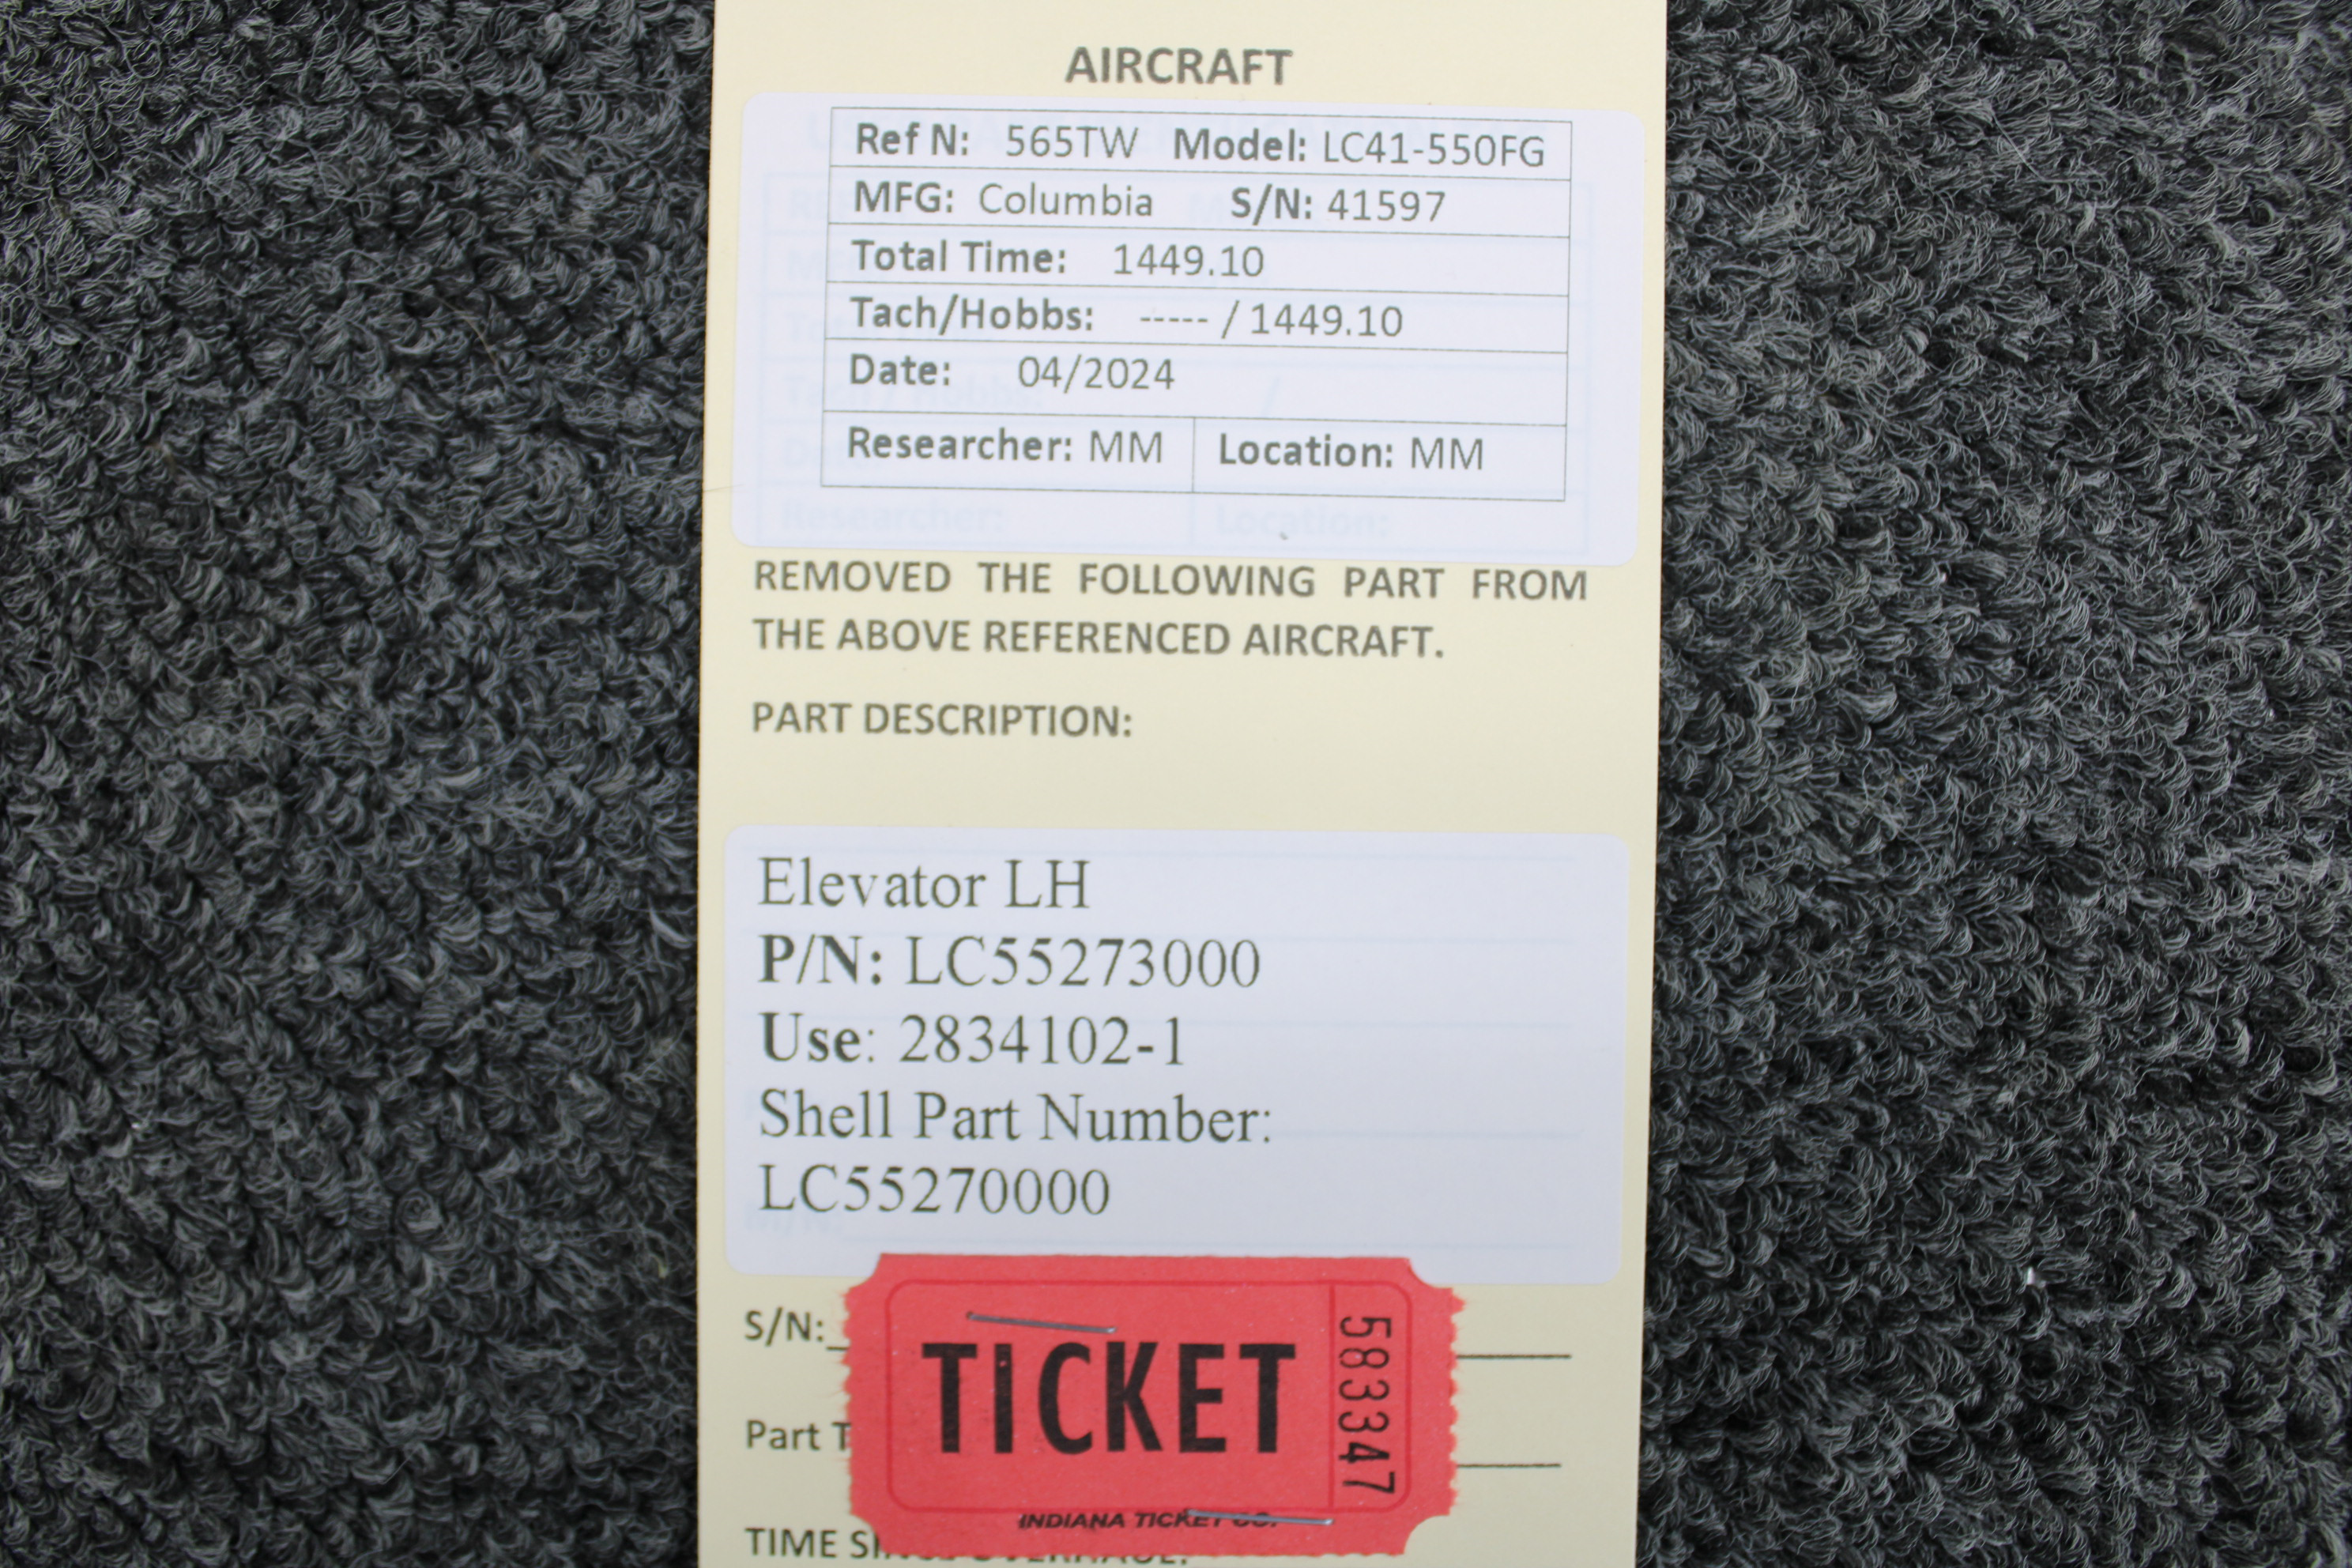 AIRCRAFT
Ref N: 565TW Model: LC41-550FG
MFG: Columbia S/N: 41597
Total Time: 1449.10
Tach/Hobbs: ----- / 1449.10
Date: 04/2024
Researcher: MM Location: MM
Researcher: Location:
REMOVED THE FOLLOWING PART FROM
THE ABOVE REFERENCED AIRCRAFT.
PART DESCRIPTION:
Elevator LH
P/N: LC55273000
Use: 2834102-1
Shell Part Number:
LC55270000
S/N:
TICKET
583347
Part
INDIANA TICKET CO.
TIME